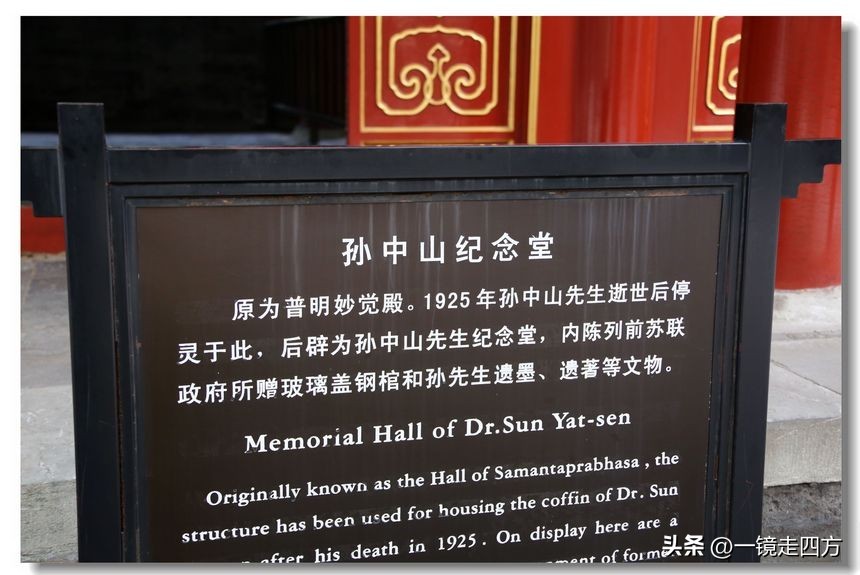 孙中山纪念堂
原为普明妙觉殿。1925年孙中山先生逝世后停
灵于此，后辟为孙中山先生纪念堂，内陈列前苏联
政府所赠玻璃盖钢棺和孙先生遗墨、遗著等文物。
Memorial Hall of Dr.Sun Yat-sen
Originally known as the Hall of Samantaprabhasa , the
structure has been used for housing the coffin of Dr. Sun
after his death in 1925 . On display here are a
of
头条 @一镜走四方